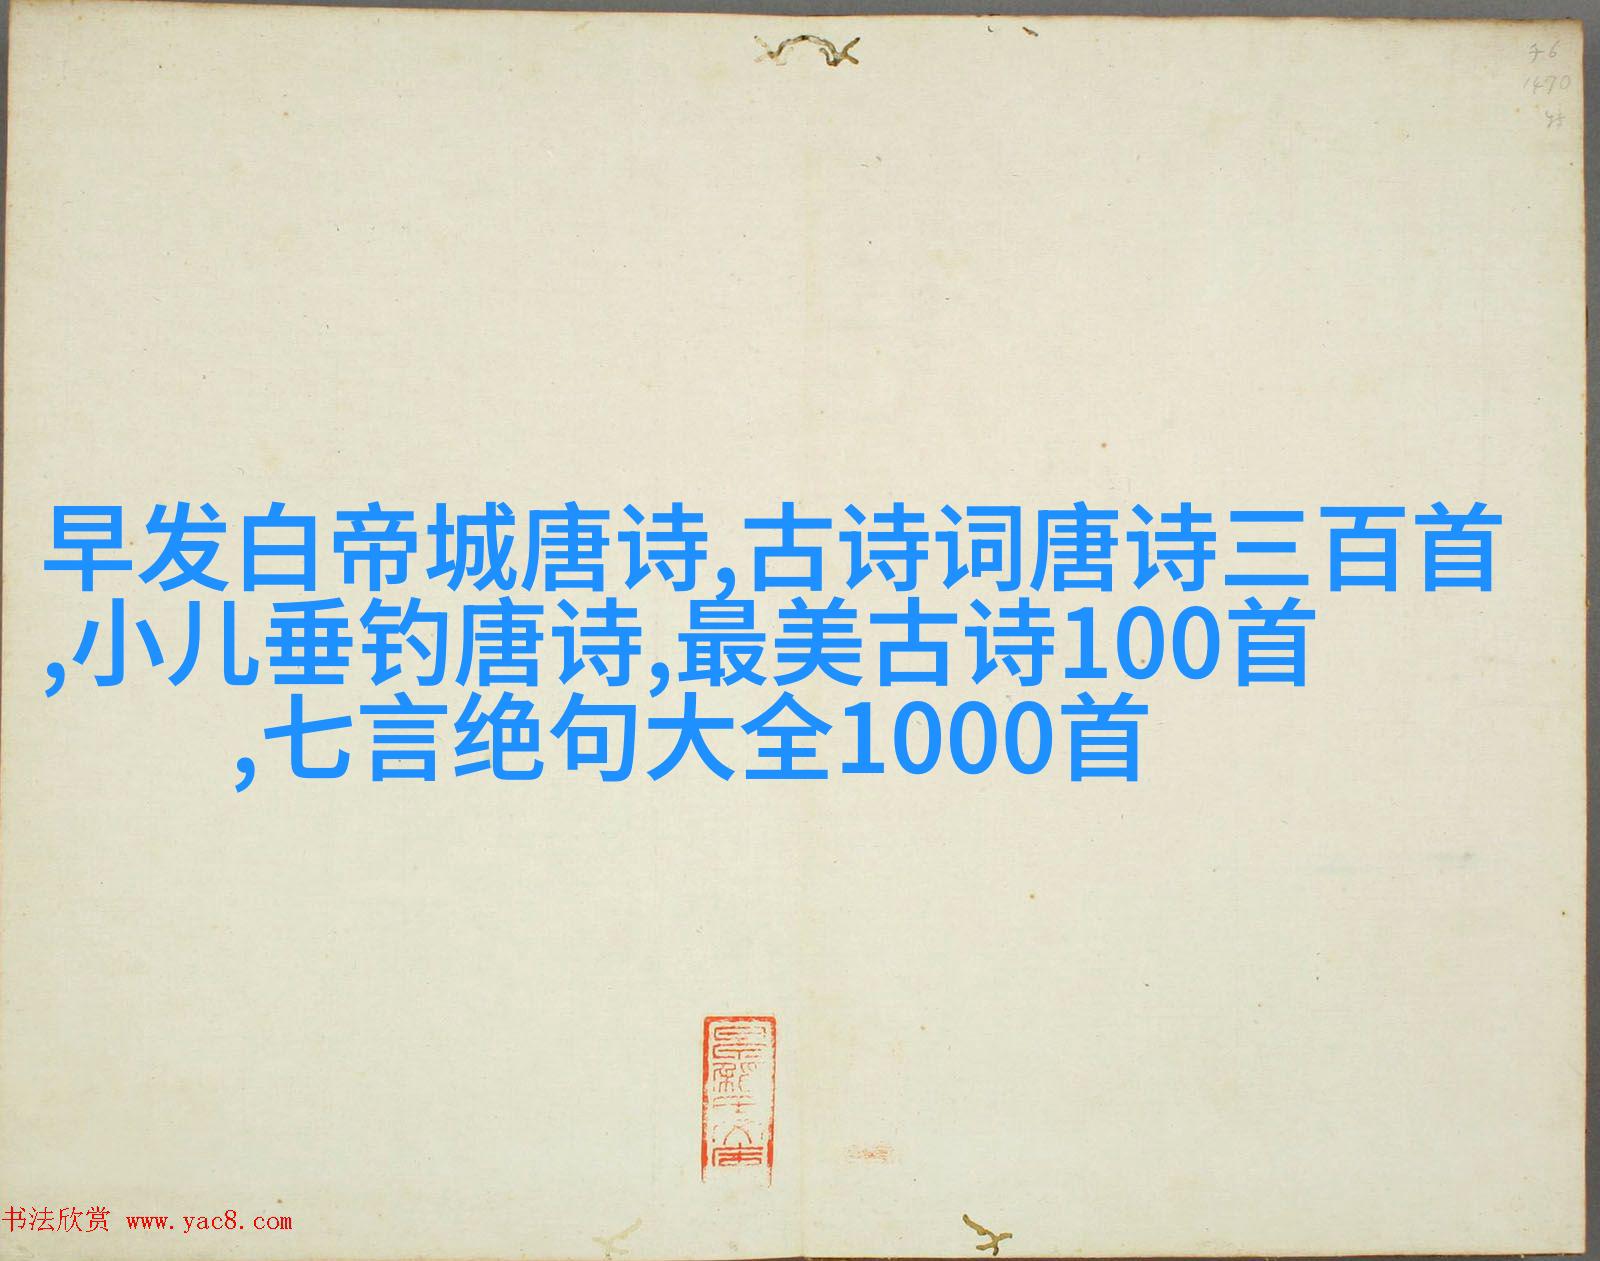 1470
早发白帝城唐诗,古诗词唐诗三百首
,小儿垂钓唐诗,最美古诗100首
,七言绝句大全1000首
书法欣赏 www.yac8.com